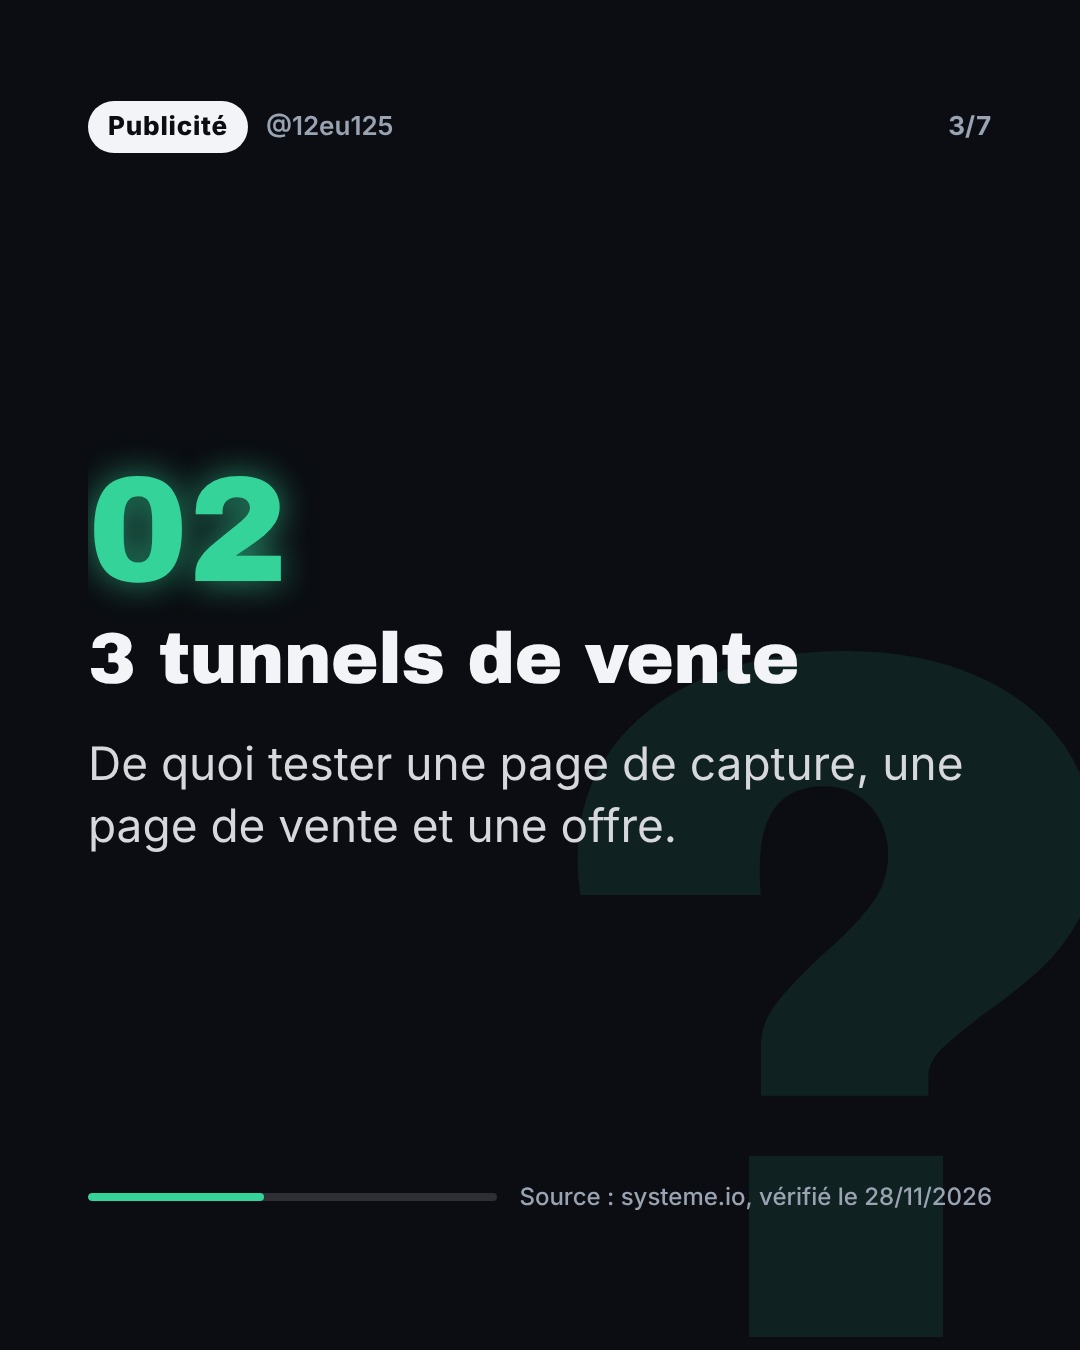 Publicité @12eu125 3/7
02
3 tunnels de vente
De quoi tester une page de capture, une
page de vente et une offre.
Source : systeme.io, vérifié le 28/11/2026
?